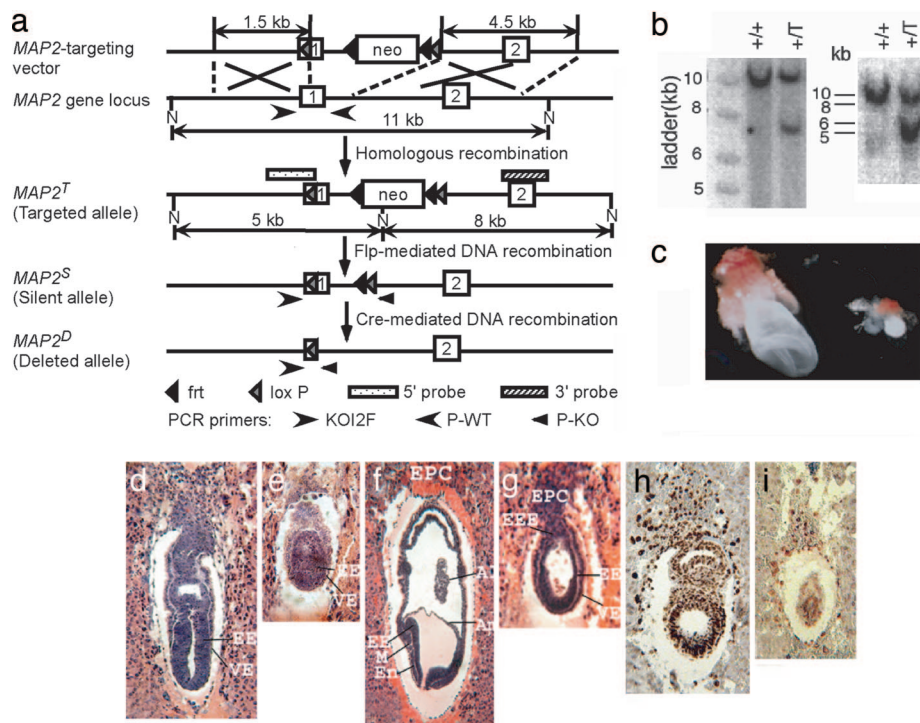 a
1.5 kb
4.5 kb
MAP2-targeting
vector
1
neo
2
MAP2 gene locus
1
2
N
N
11 kb
Homologous recombination
MAP2T
(Targeted allele)
1
neo
2
N
N
N
5 kb
8 kb
Flp-mediated DNA recombination
MAP2S
(Silent allele)
1
2
Cre-mediated DNA recombination
MAP2D
(Deleted allele)
2
frt
lox P
5' probe
3' probe
PCR primers:
KOI2F
P-WT
P-KO
b
+/+
+/T
ladder(kb)
10
8
6
5
kb
+/+
+/T
10
8
6
5
c
d
EE
VE
e
EE
VE
f
EPC
EE
M
En
g
EPC
EEE
EE
VE
h
i